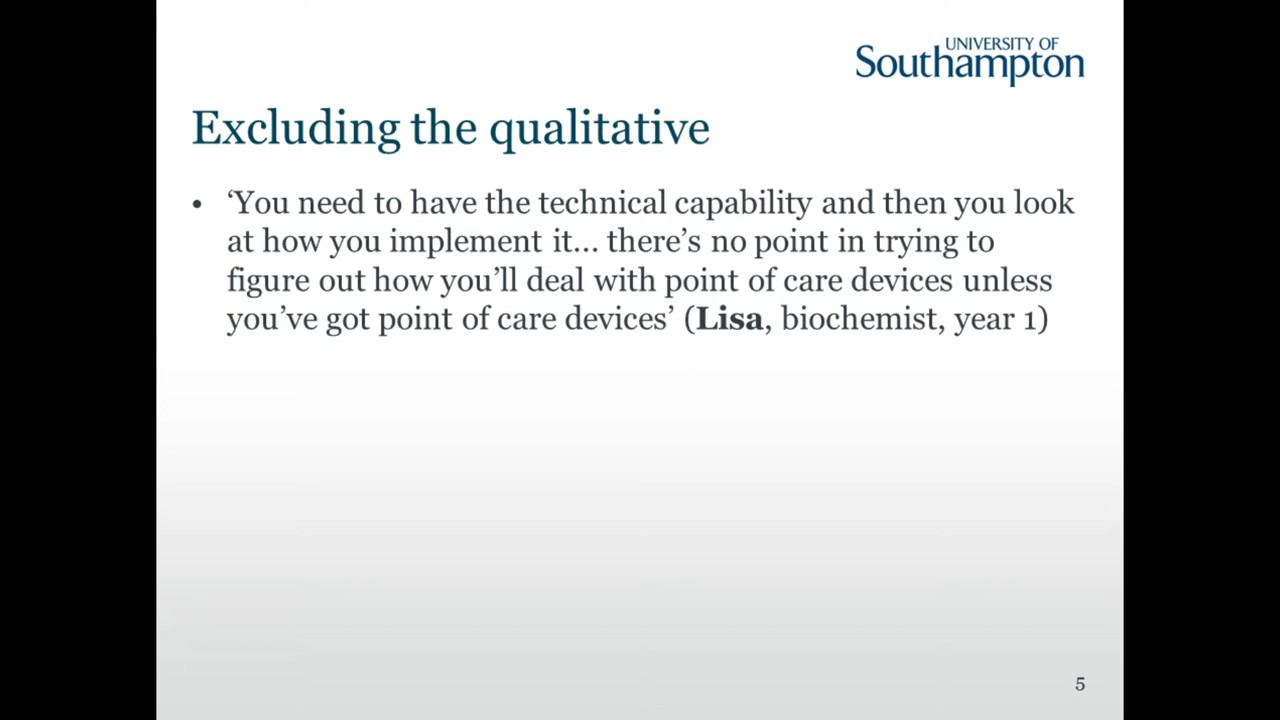 UNIVERSITY OF
Southampton
Excluding the qualitative
• ‘You need to have the technical capability and then you look
at how you implement it... there’s no point in trying to
figure out how you’ll deal with point of care devices unless
you’ve got point of care devices’ (Lisa, biochemist, year 1)
5